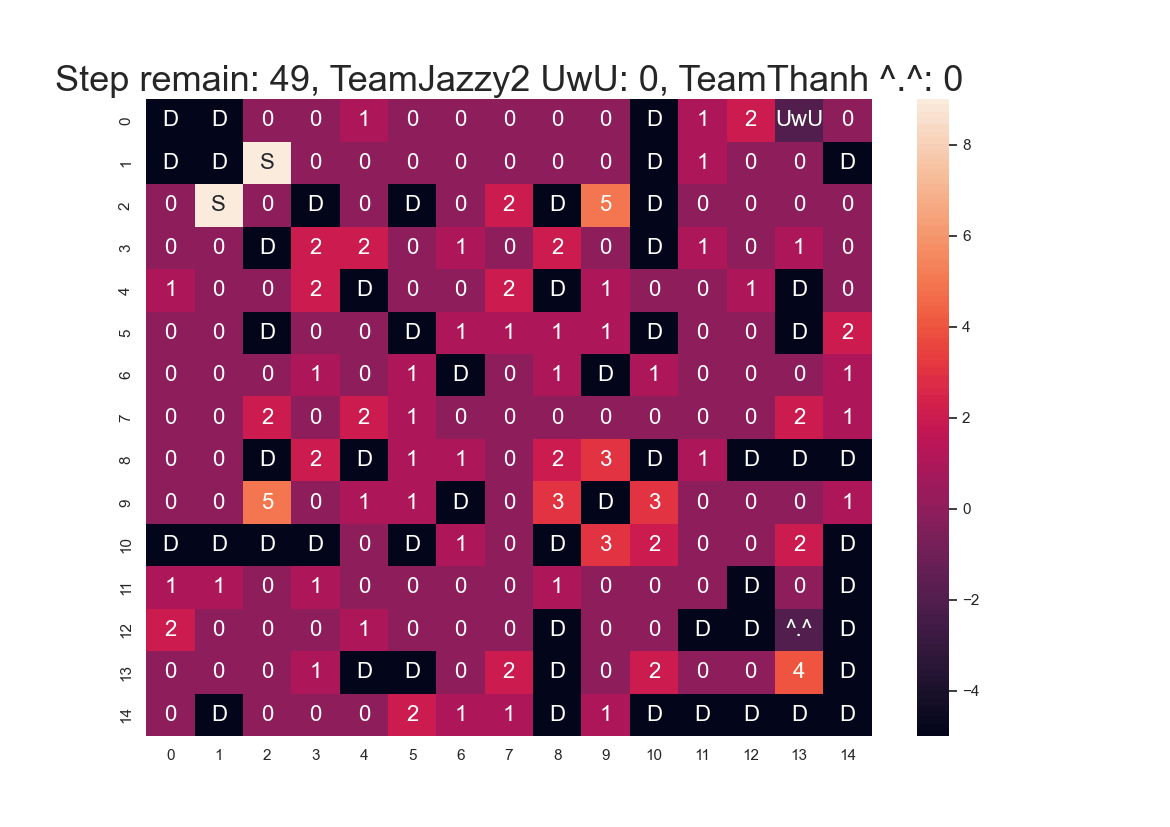 Step remain: 49, TeamJazzy2 UwU: 0, TeamThanh ^.^: 0
0 D D 0 0 1 0 0 0 0 0 D 1 2 UwU 0
1 D D S 0 0 0 0 0 0 0 D 1 0 0 D
2 0 S 0 D 0 D 0 2 D 5 D 0 0 0 0
3 0 0 D 2 2 0 1 0 2 0 D 1 0 1 0
4 1 0 0 2 D 0 0 2 D 1 0 0 1 D 0
5 0 0 D 0 0 D 1 1 1 1 D 0 0 D 2
6 0 0 0 1 0 1 D 0 1 D 1 0 0 0 1
7 0 0 2 0 2 1 0 0 0 0 0 0 0 2 1
8 0 0 D 2 D 1 1 0 2 3 D 1 D D D
9 0 0 5 0 1 1 D 0 3 D 3 0 0 0 1
10 D D D D 0 D 1 0 D 3 2 0 0 2 D
11 1 1 0 1 0 0 0 0 1 0 0 0 D 0 D
12 2 0 0 0 1 0 0 0 D 0 0 D D ^.^ D
13 0 0 0 1 D D 0 2 D 0 2 0 0 4 D
14 0 D 0 0 0 2 1 1 D 1 D D D D D
0 1 2 3 4 5 6 7 8 9 10 11 12 13 14
8
6
4
2
0
−2
−4